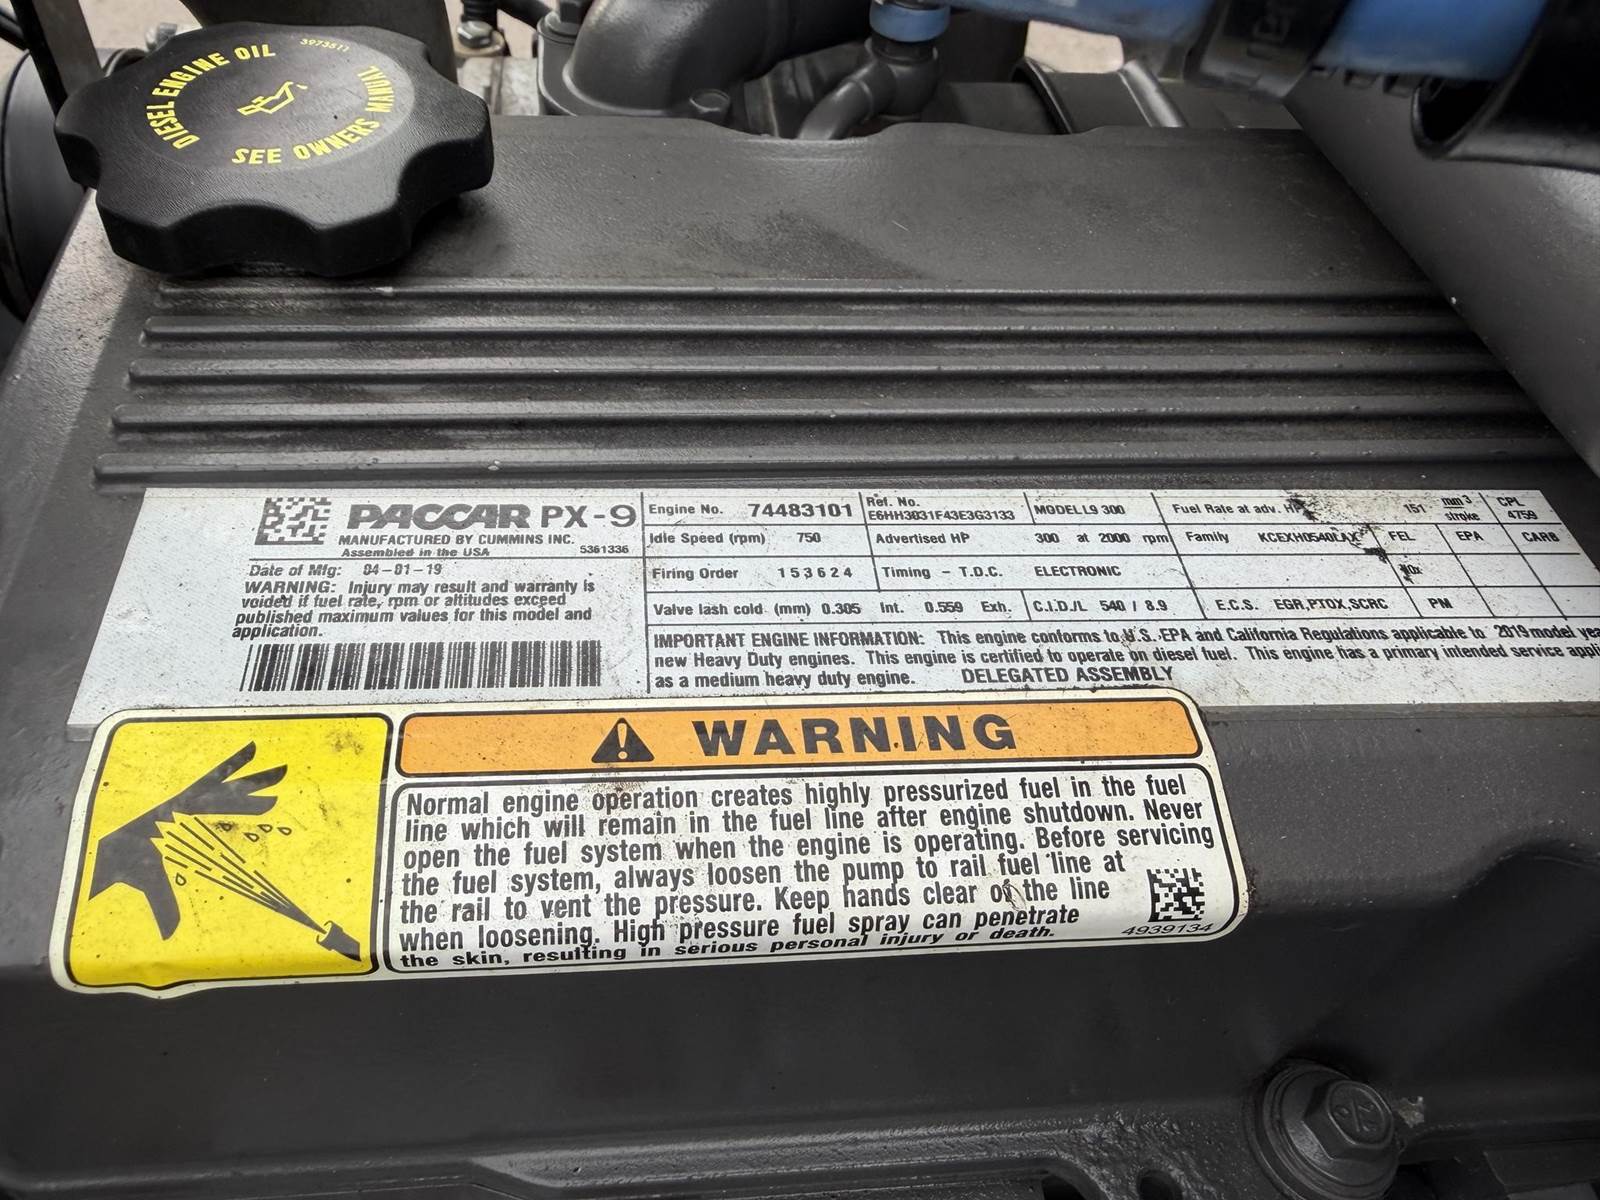 DIESEL ENGINE OIL
3973511
SEE OWNERS MANUAL
PACCAR PX-9
MANUFACTURED BY CUMMINS INC.
Assembled in the USA 5361336
Date of Mfg: 04-01-19
WARNING: Injury may result and warranty is
voided if fuel rate, rpm or altitudes exceed
published maximum values for this model and
application.
Engine No. 74483101
Ref. No.
E6HH3031F43E3G3133
MODEL L9 300
Fuel Rate at adv. HP 151 mm3
stroke
CPL
4759
Idle Speed (rpm) 750
Advertised HP 300 at 2000 rpm
Family KCEXH0540LAX FEL EPA CARB
Firing Order 1 5 3 6 2 4
Timing - T.D.C. ELECTRONIC
Valve lash cold (mm) 0.305 Int. 0.559 Exh.
C.I.D./L 540 / 8.9
E.C.S. EGR,PTOX,SCRC PM
IMPORTANT ENGINE INFORMATION: This engine conforms to U.S. EPA and California Regulations applicable to 2019 model
new Heavy Duty engines. This engine is certified to operate on diesel fuel. This engine has a primary intended service
as a medium heavy duty engine. DELEGATED ASSEMBLY
WARNING
Normal engine operation creates highly pressurized fuel in the fuel
line which will remain in the fuel line after engine shutdown. Never
open the fuel system when the engine is operating. Before servicing
the fuel system, always loosen the pump to rail fuel line at
the rail to vent the pressure. Keep hands clear of the line
when loosening. High pressure fuel spray can penetrate
the skin, resulting in serious personal injury or death.
4939134